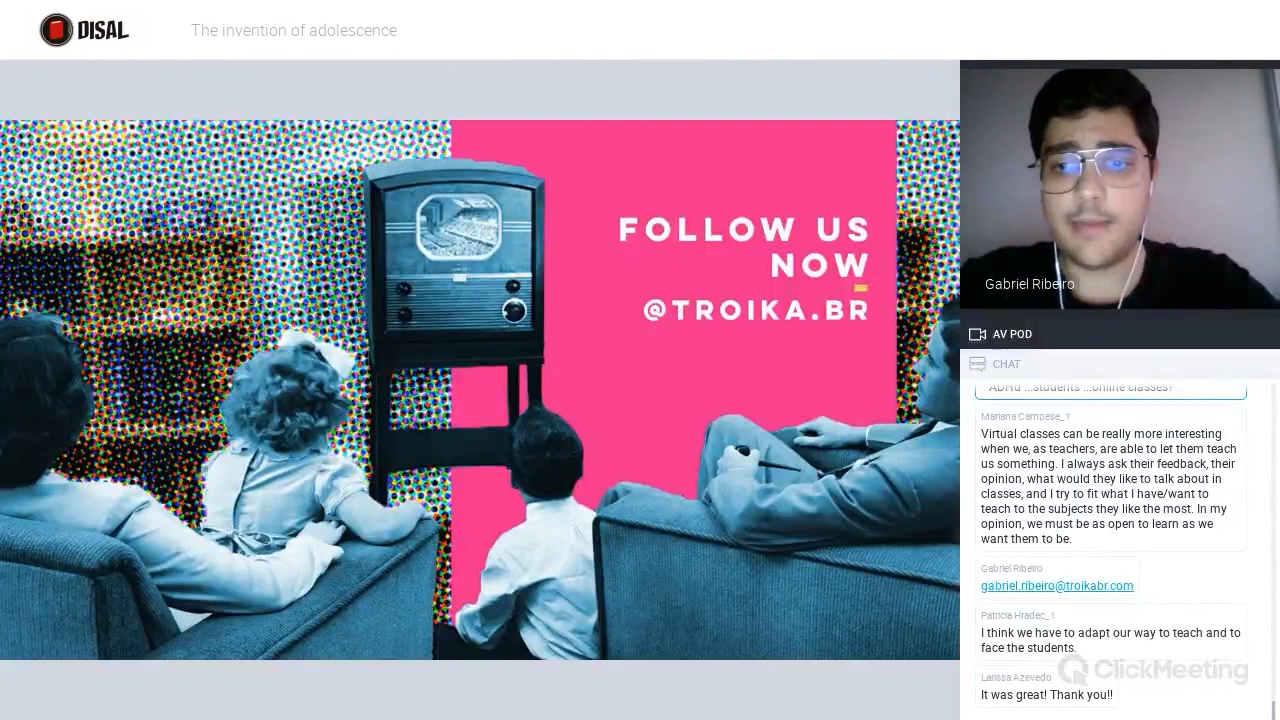 DISAL
The invention of adolescence
FOLLOW US
NOW
@TROIKA.BR
Gabriel Ribeiro
AV POD
CHAT
ADHd ...students ...online classes?
Mariana Campese_1
Virtual classes can be really more interesting
when we, as teachers, are able to let them teach
us something. I always ask their feedback, their
opinion, what would they like to talk about in
classes, and I try to fit what I have/want to
teach to the subjects they like the most. In my
opinion, we must be as open to learn as we
want them to be.
Gabriel Ribeiro
gabriel.ribeiro@troikabr.com
Patricia Hradec_1
I think we have to adapt our way to teach and to
face the students.
ClickMeeting
Larissa Azevedo
It was great! Thank you!!